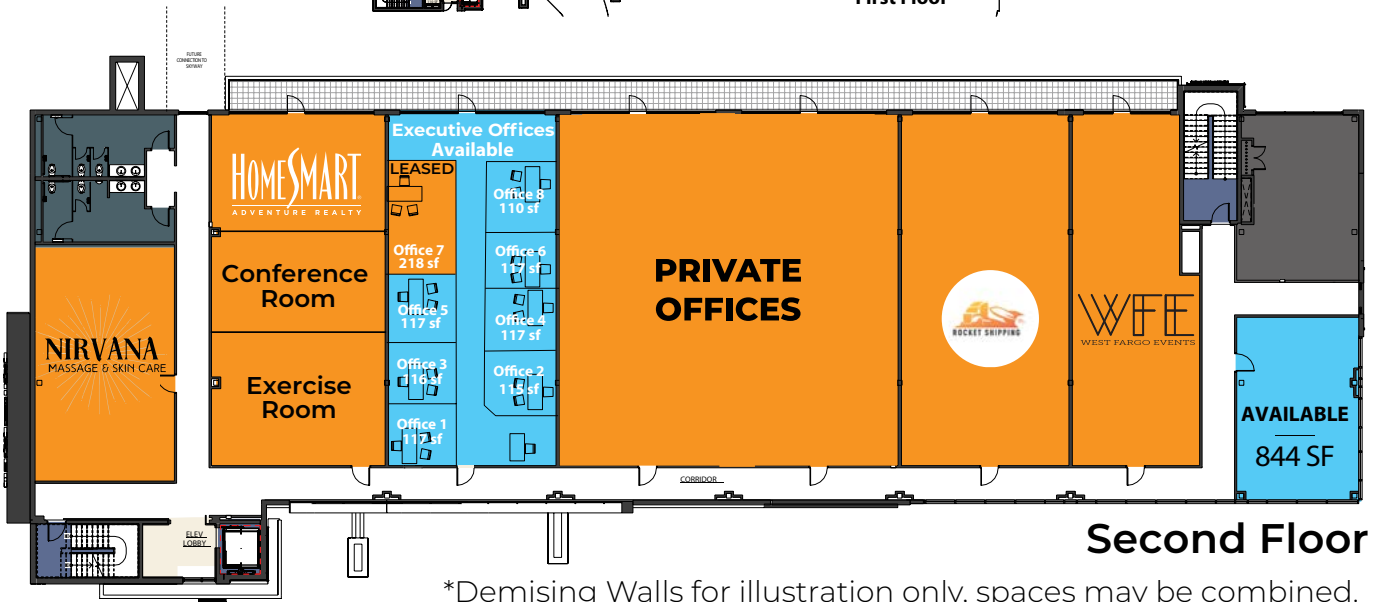 First Floor
FUTURE
CONNECTION TO
SKYWAY
HOMESMART
ADVENTURE REALTY
Conference
Room
Exercise
Room
NIRVANA
MASSAGE & SKIN CARE
Executive Offices
Available
LEASED
Office 7
218 sf
Office 5
117 sf
Office 3
116 sf
Office 1
117 sf
Office 8
110 sf
Office 6
117 sf
Office 4
117 sf
Office 2
115 sf
PRIVATE
OFFICES
ROCKET SHIPPING
WFE
WEST FARGO EVENTS
AVAILABLE
844 SF
CORRIDOR
ELEV
LOBBY
Second Floor
*Demising Walls for illustration only, spaces may be combined.